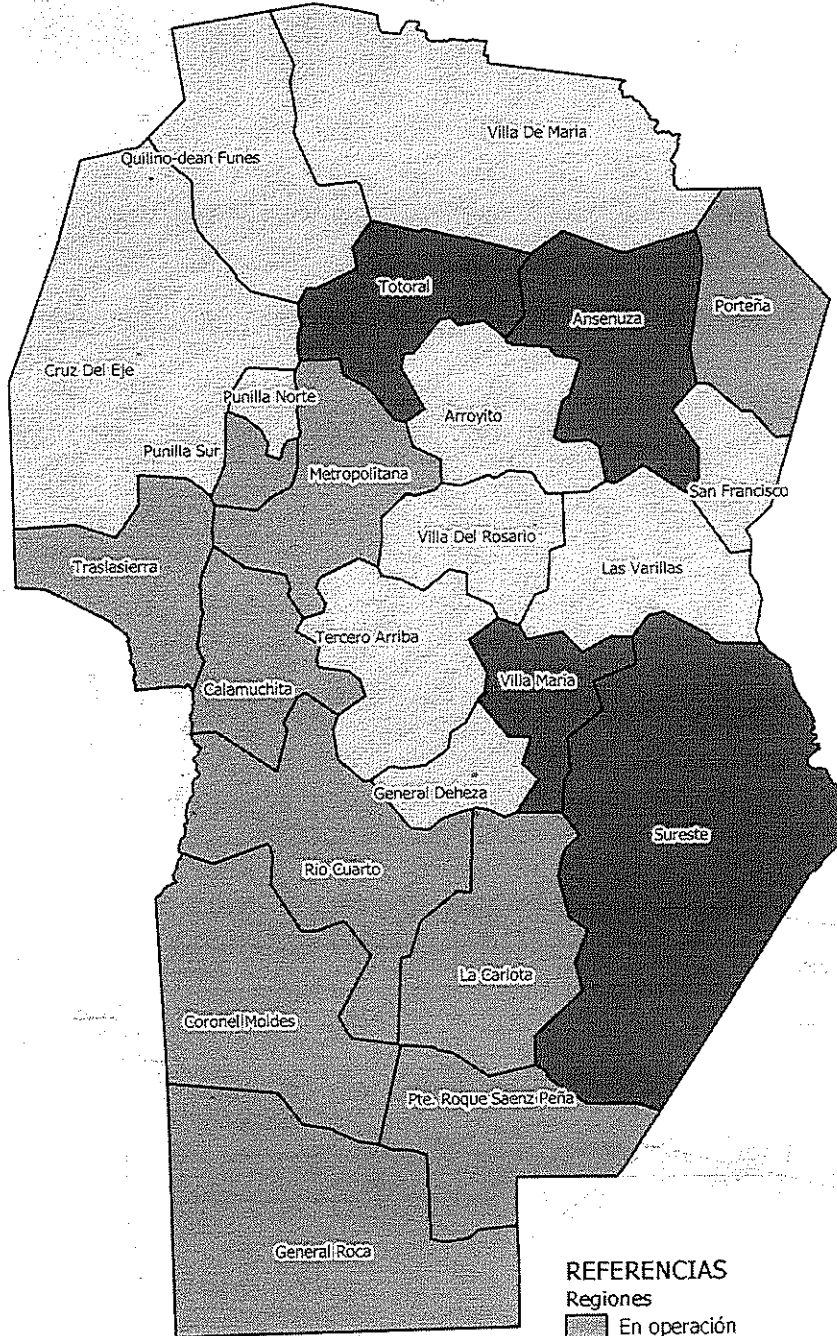 Villa De Maria
Quilino-dean Funes
Totoral
Ansenuza
Porteña
Cruz Del Eje
Punilla Norte
Arroyito
Punilla Sur
Metropolitana
San Francisco
Villa Del Rosario
Las Varillas
Traslasierra
Tercero Arriba
Villa Maria
Calamuchita
General Deheza
Sureste
Rio Cuarto
La Carlota
Coronel Moldes
Pte. Roque Saenz Peña
General Roca
REFERENCIAS
Regiones
En operación